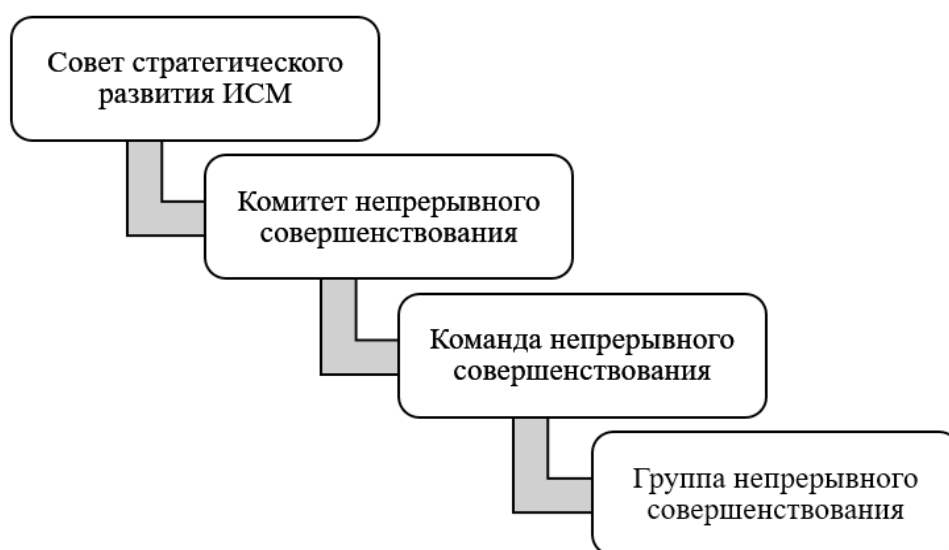 Совет стратегического
развития ИСМ
Комитет непрерывного
совершенствования
Команда непрерывного
совершенствования
Группа непрерывного
совершенствования